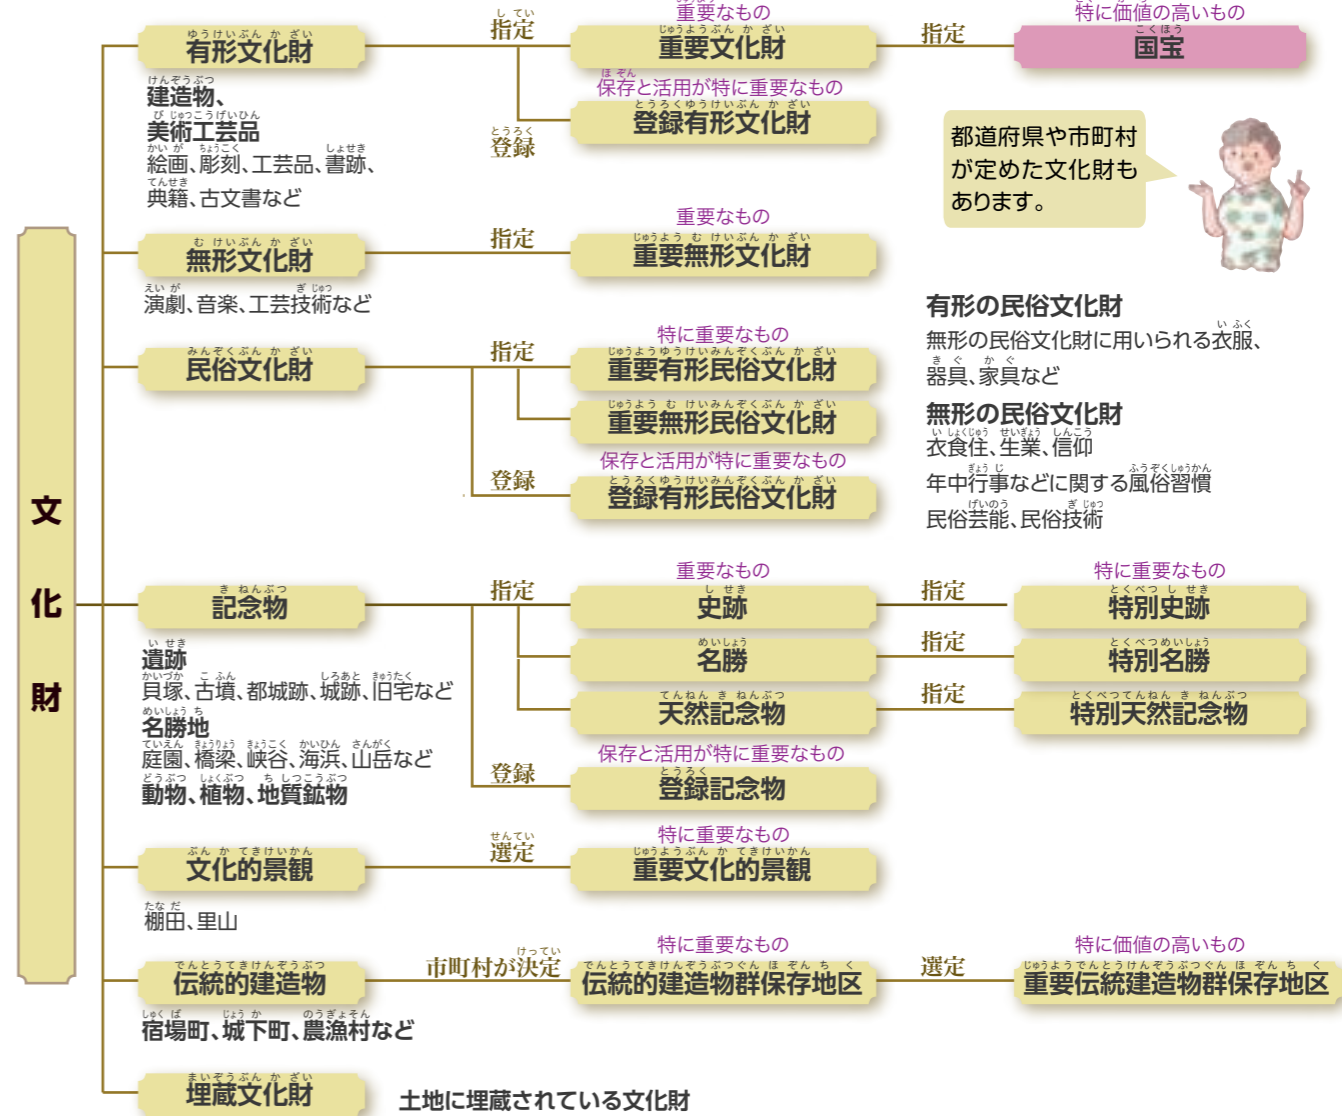 重要なもの
特に価値の高いもの
有形文化財
指定
重要文化財
指定
国宝
建造物、
美術工芸品
絵画、彫刻、工芸品、書跡、
典籍、古文書など
保存と活用が特に重要なもの
登録
登録有形文化財
都道府県や市町村
が定めた文化財も
あります。
重要なもの
無形文化財
指定
重要無形文化財
演劇、音楽、工芸技術など
特に重要なもの
民俗文化財
指定
重要有形民俗文化財
重要無形民俗文化財
保存と活用が特に重要なもの
登録
登録有形民俗文化財
有形の民俗文化財
無形の民俗文化財に用いられる衣服、
器具、家具など
無形の民俗文化財
衣食住、生業、信仰
年中行事などに関する風俗習慣
民俗芸能、民俗技術
文化財
重要なもの
特に重要なもの
記念物
指定
史跡
指定
特別史跡
名勝
指定
特別名勝
天然記念物
指定
特別天然記念物
遺跡
貝塚、古墳、都城跡、城跡、旧宅など
名勝地
庭園、橋梁、峡谷、海浜、山岳など
動物、植物、地質鉱物
保存と活用が特に重要なもの
登録
登録記念物
特に重要なもの
文化的景観
選定
重要文化的景観
棚田、里山
特に重要なもの
特に価値の高いもの
伝統的建造物
市町村が決定
伝統的建造物群保存地区
選定
重要伝統建造物群保存地区
宿場町、城下町、農漁村など
埋蔵文化財
土地に埋蔵されている文化財